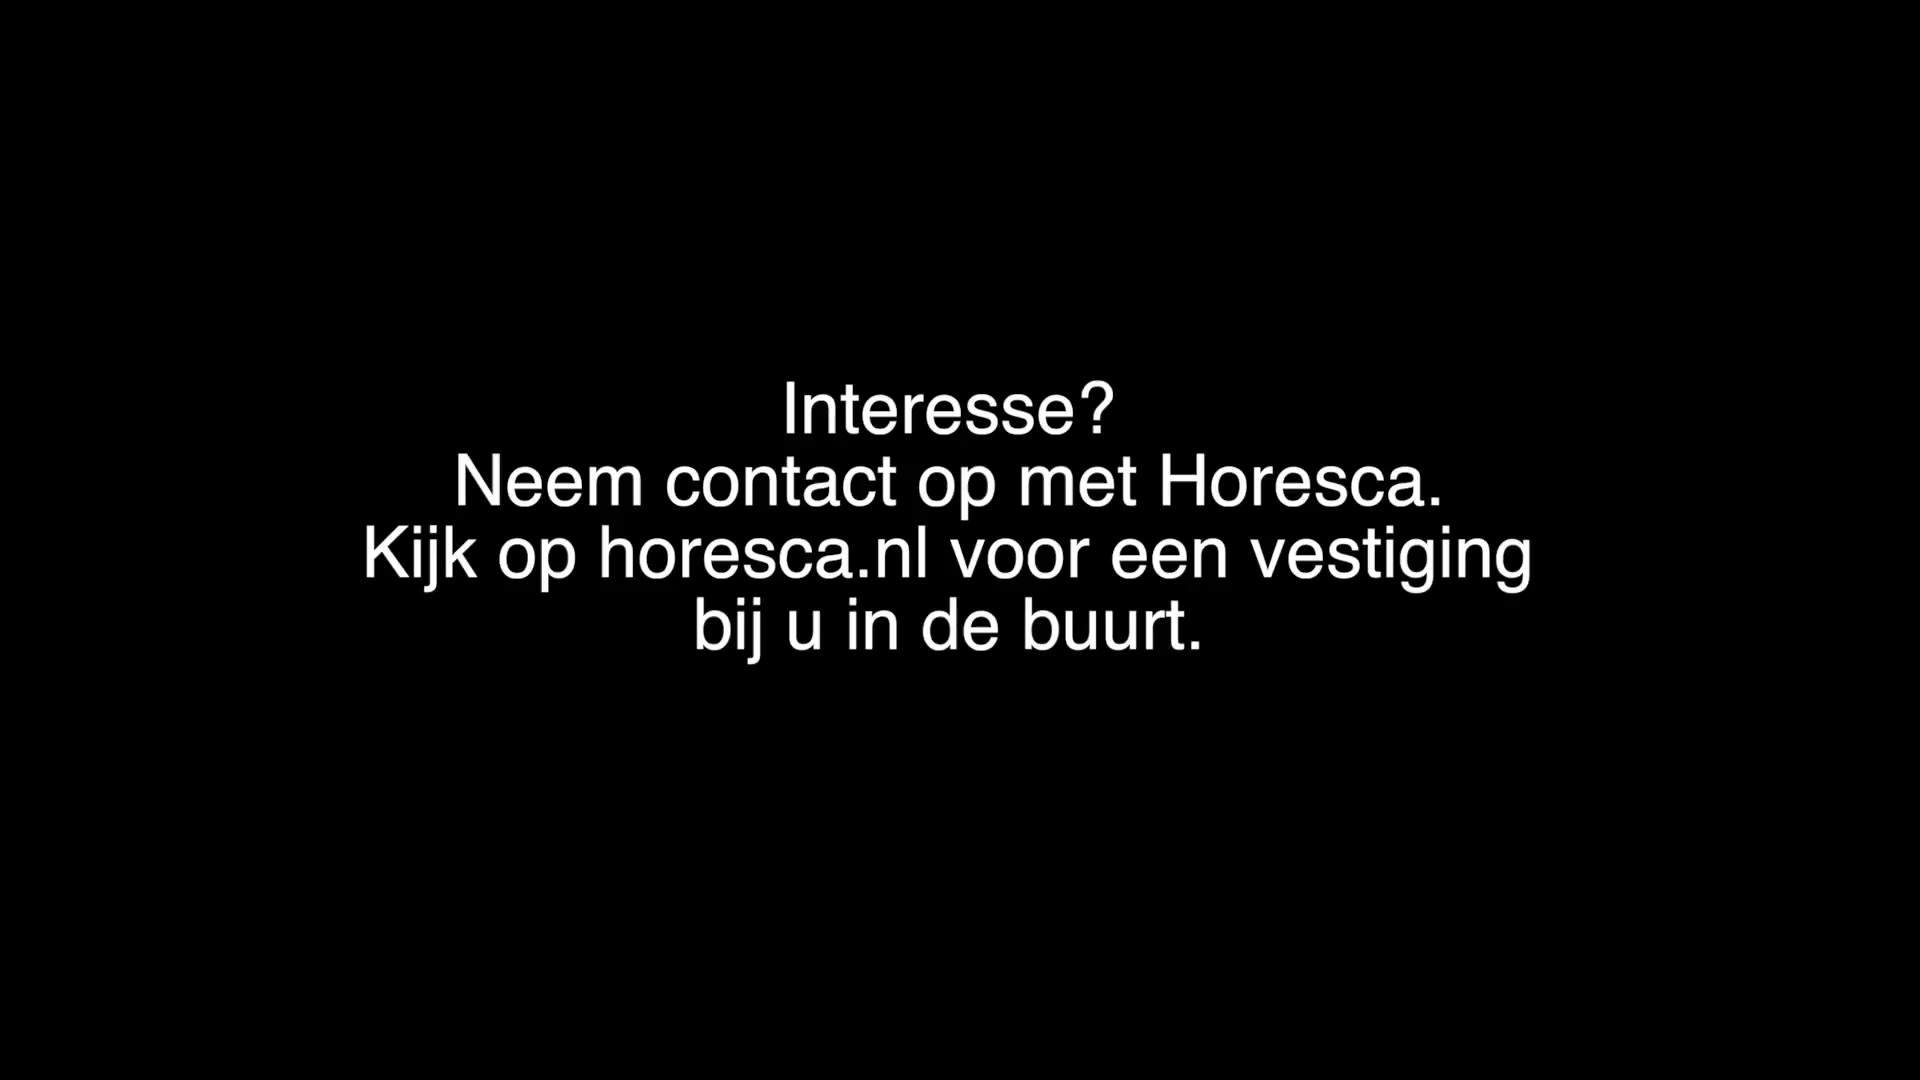 Interesse?
Neem contact op met Horesca.
Kijk op horesca.nl voor een vestiging
bij u in de buurt.